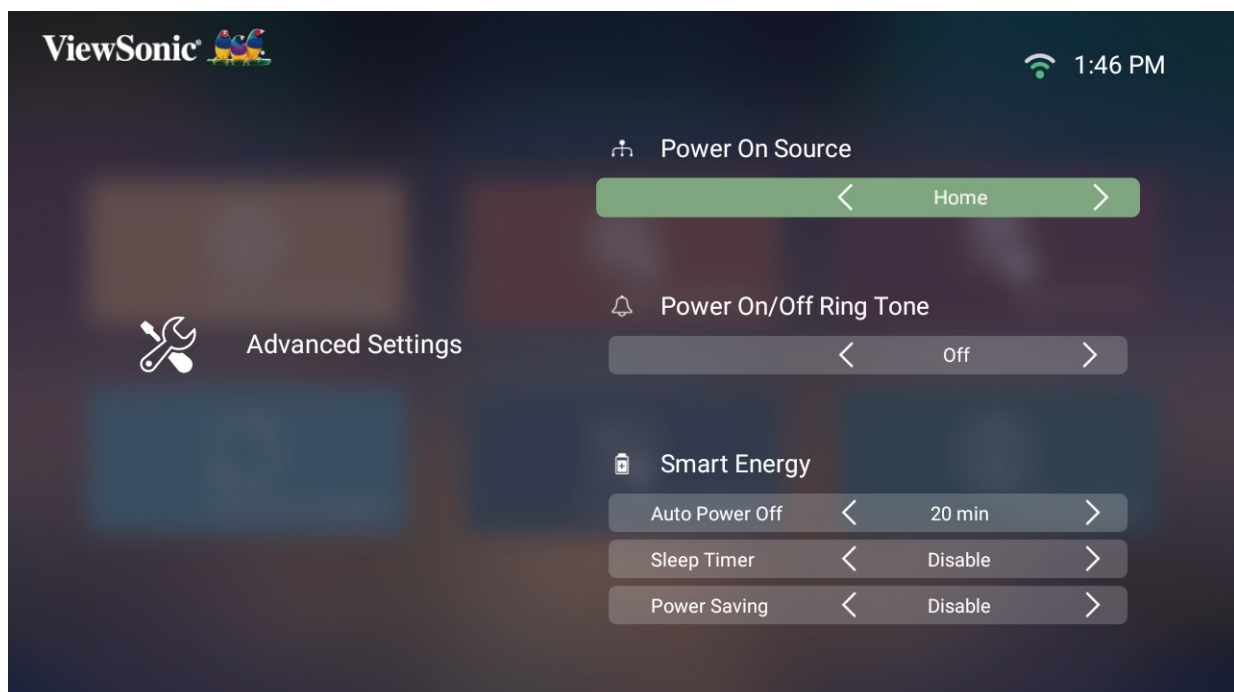 ViewSonic®
1:46 PM
Advanced Settings
Power On Source
Home
Power On/Off Ring Tone
Off
Smart Energy
Auto Power Off 20 min
Sleep Timer Disable
Power Saving Disable